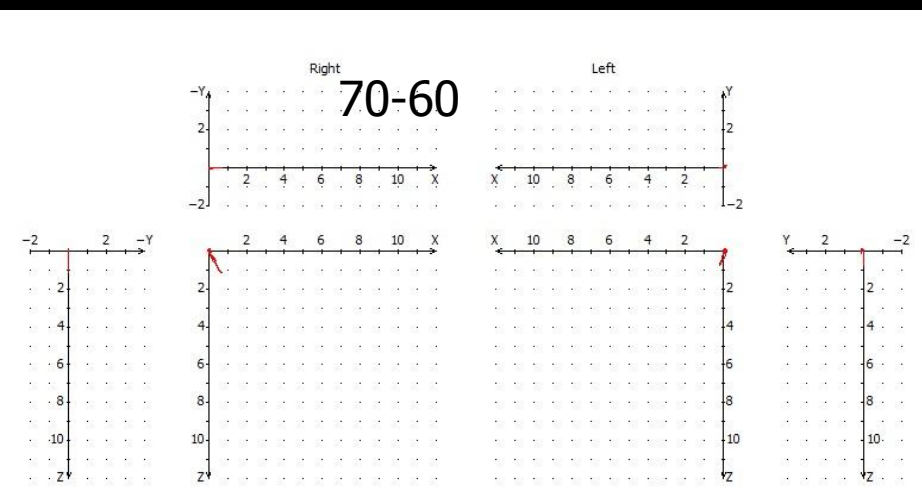 Right Left
70-60
-Y Y
2 2
2 4 6 8 10 X X 10 8 6 4 2
-2 -2
-2 2 -Y 2 4 6 8 10 X X 10 8 6 4 2 Y 2 -2
2 2 2 2
4 4 4 4
6 6 6 6
8 8 8 8
10 10 10 10
Z Z Z Z